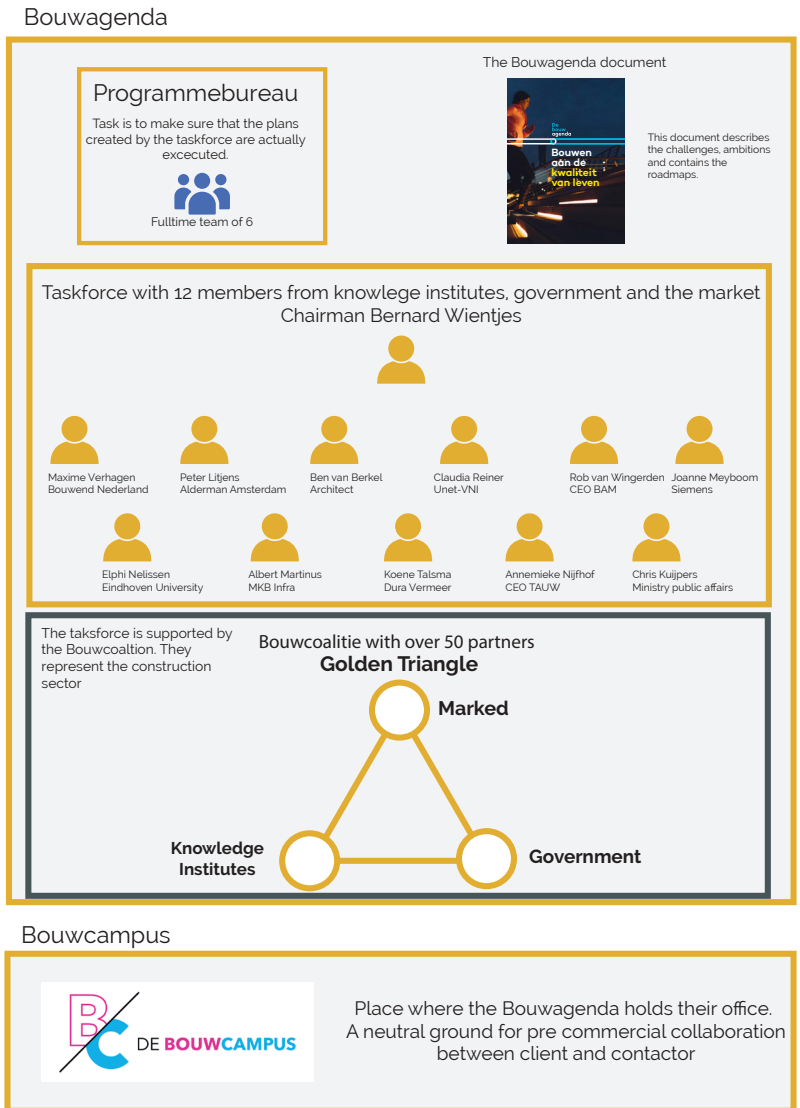 Bouwagenda
Programmebureau
Task is to make sure that the plans
created by the taskforce are actually
excecuted.
Fulltime team of 6
The Bouwagenda document
De
bouw
agenda
Bouwen
aan de
kwaliteit
van leven
This document describes
the challenges, ambitions
and contains the
roadmaps.
Taskforce with 12 members from knowlege institutes, government and the market
Chairman Bernard Wientjes
Maxime Verhagen
Bouwend Nederland
Peter Litjens
Alderman Amsterdam
Ben van Berkel
Architect
Claudia Reiner
Unet-VNI
Rob van Wingerden
CEO BAM
Joanne Meyboom
Siemens
Elphi Nelissen
Eindhoven University
Albert Martinus
MKB Infra
Koene Talsma
Dura Vermeer
Annemieke Nijfhof
CEO TAUW
Chris Kuijpers
Ministry public affairs
The taksforce is supported by
the Bouwcoaltion. They
represent the construction
sector
Bouwcoalitie with over 50 partners
Golden Triangle
Marked
Knowledge
Institutes
Government
Bouwcampus
BC DE BOUWCAMPUS
Place where the Bouwagenda holds their office.
A neutral ground for pre commercial collaboration
between client and contactor